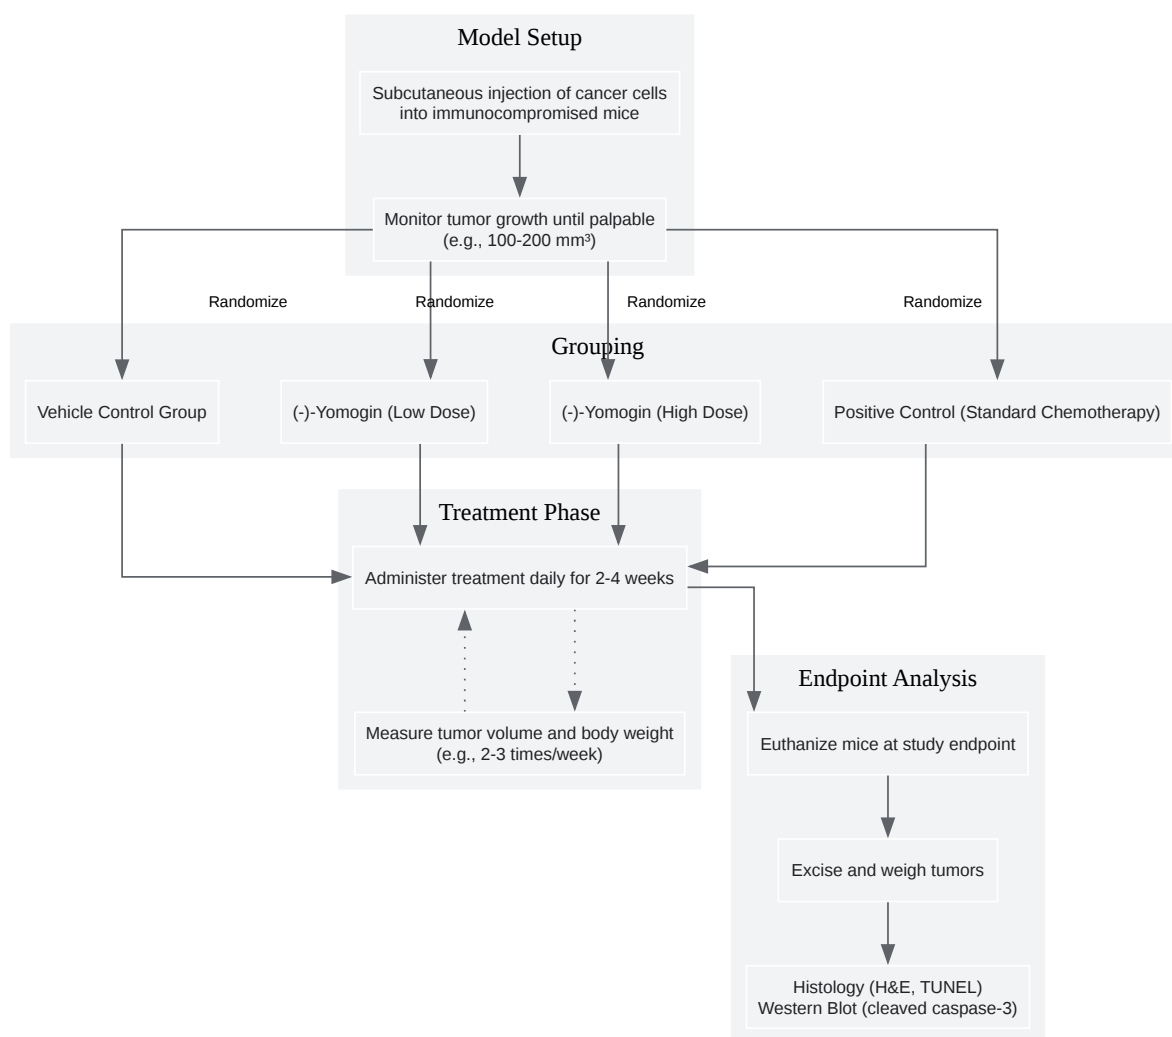 Model Setup
Subcutaneous injection of cancer cells
into immunocompromised mice
Monitor tumor growth until palpable
(e.g., 100-200 mm³)
Randomize
Randomize
Randomize
Randomize
Grouping
Vehicle Control Group
(-)-Yomogin (Low Dose)
(-)-Yomogin (High Dose)
Positive Control (Standard Chemotherapy)
Treatment Phase
Administer treatment daily for 2-4 weeks
Measure tumor volume and body weight
(e.g., 2-3 times/week)
Endpoint Analysis
Euthanize mice at study endpoint
Excise and weigh tumors
Histology (H&E, TUNEL)
Western Blot (cleaved caspase-3)